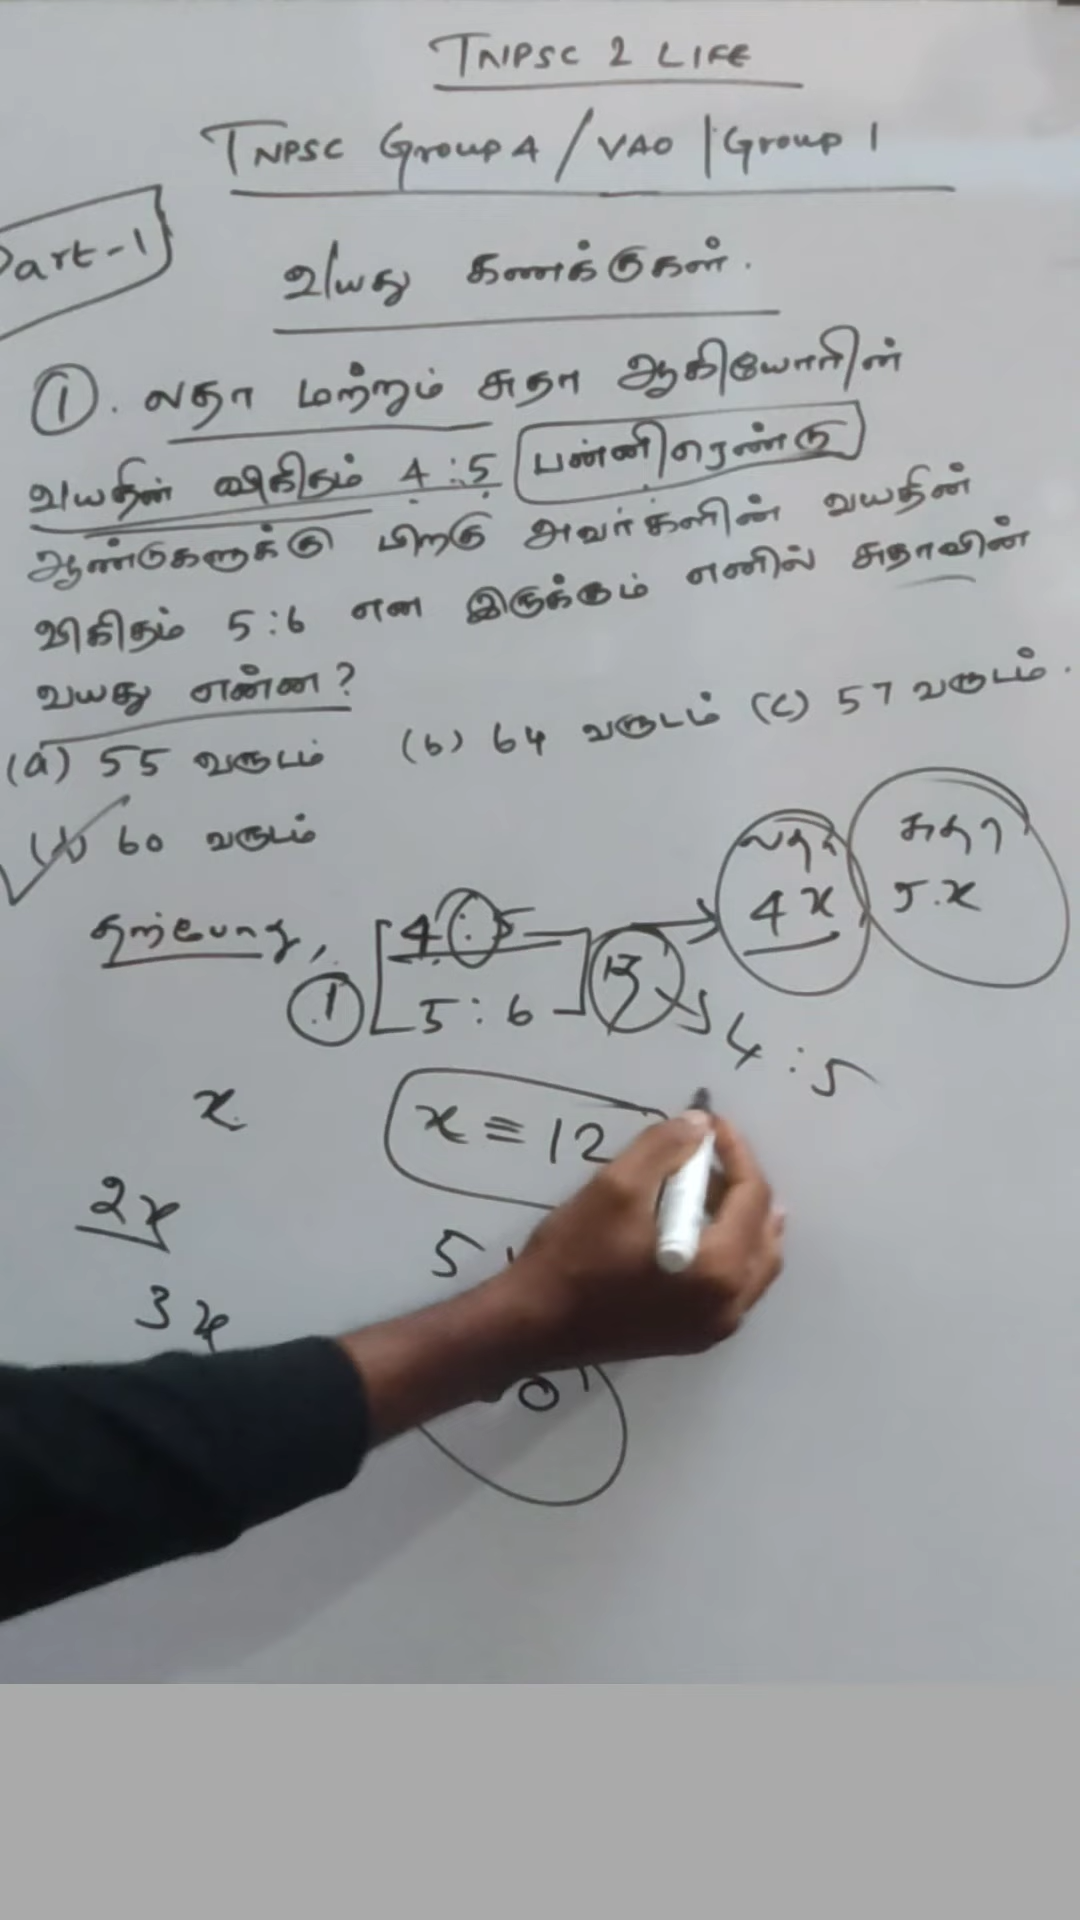 TNPSC 2 LIFE
TNPSC Group 4 / VAO | Group 1
Part-1
வயது கணக்குகள்.
1. லதா மற்றும் சுதா ஆகியோரின்
வயதின் விகிதம் 4:5 பன்னிரெண்டு
ஆண்டுகளுக்கு பிறகு அவர்களின் வயதின்
விகிதம் 5:6 என இருக்கும் எனில் சுதாவின்
வயது என்ன?
(a) 55 வருடம் (b) 64 வருடம் (c) 57 வருடம்.
60 வருடம்
லதா சுதா
4x 5x
தற்போது, 4 : 5
1 5 : 6
4 : 5
x
x = 12
2x
5
3x
0